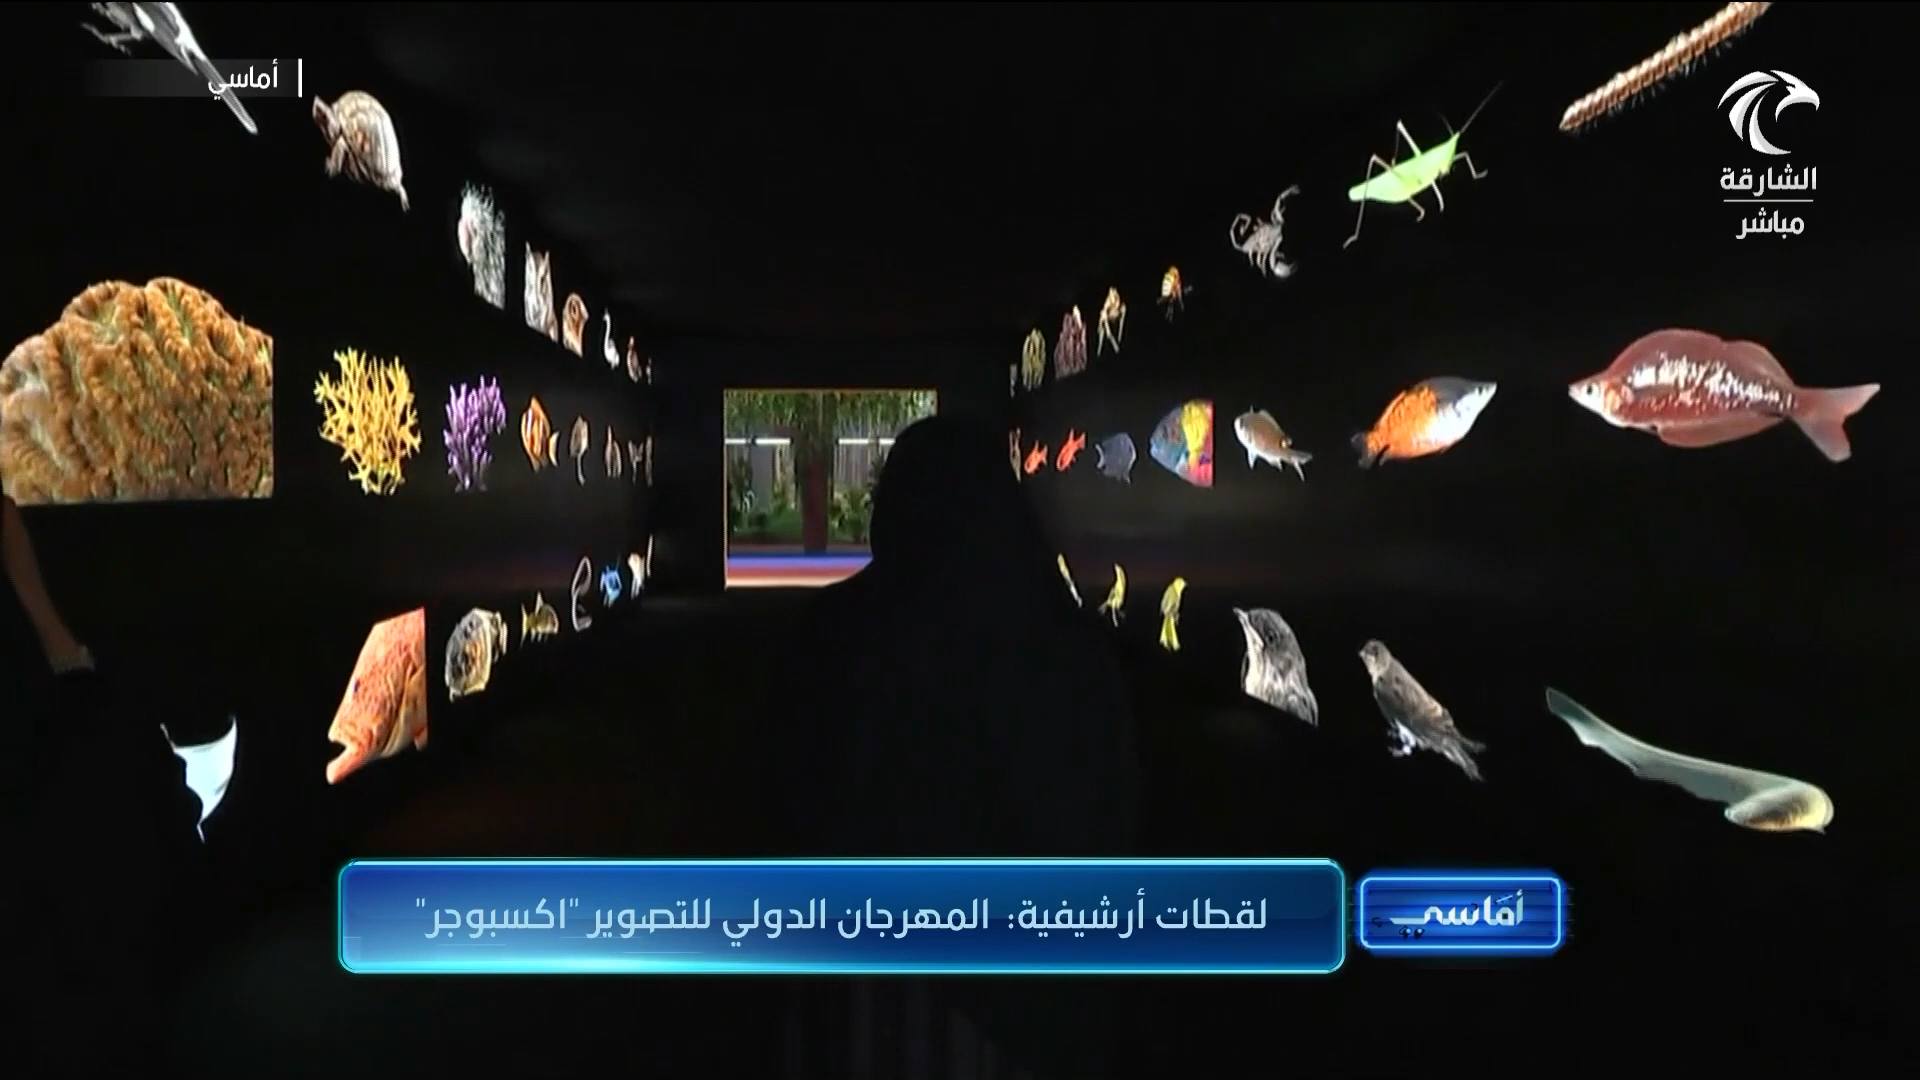 أماسي
الشارقة
مباشر
أماسي
لقطات أرشيفية: المهرجان الدولي للتصوير "اكسبوجر"